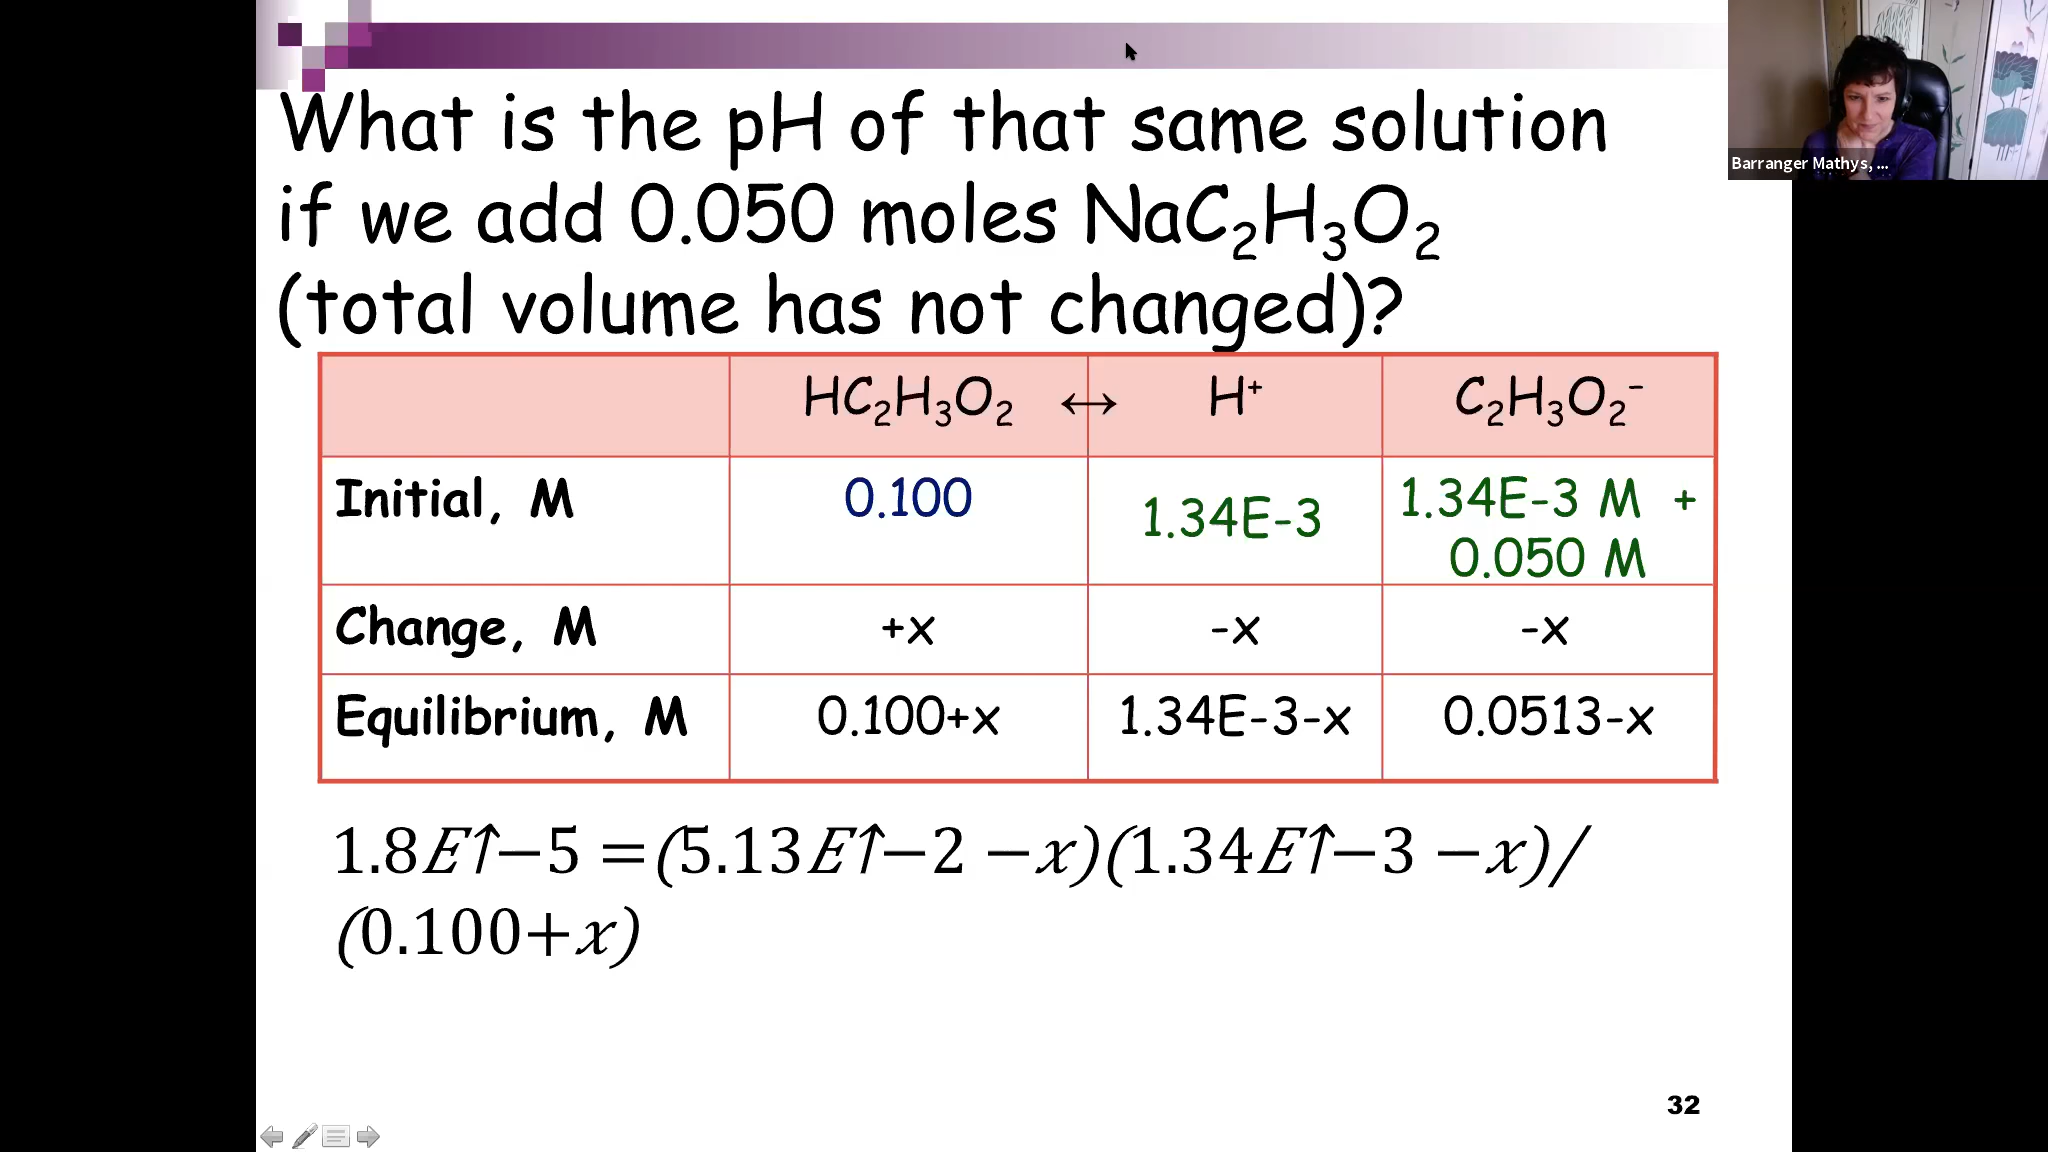 What is the pH of that same solution
if we add 0.050 moles NaC₂H₃O₂
(total volume has not changed)?
Barranger Mathys, ...
HC₂H₃O₂ ↔ H⁺ C₂H₃O₂⁻
Initial, M 0.100 1.34E-3 1.34E-3 M +
0.050 M
Change, M +x -x -x
Equilibrium, M 0.100+x 1.34E-3-x 0.0513-x
1.8E↑−5 =(5.13E↑−2 −x)(1.34E↑−3 −x)/
(0.100+x)
32